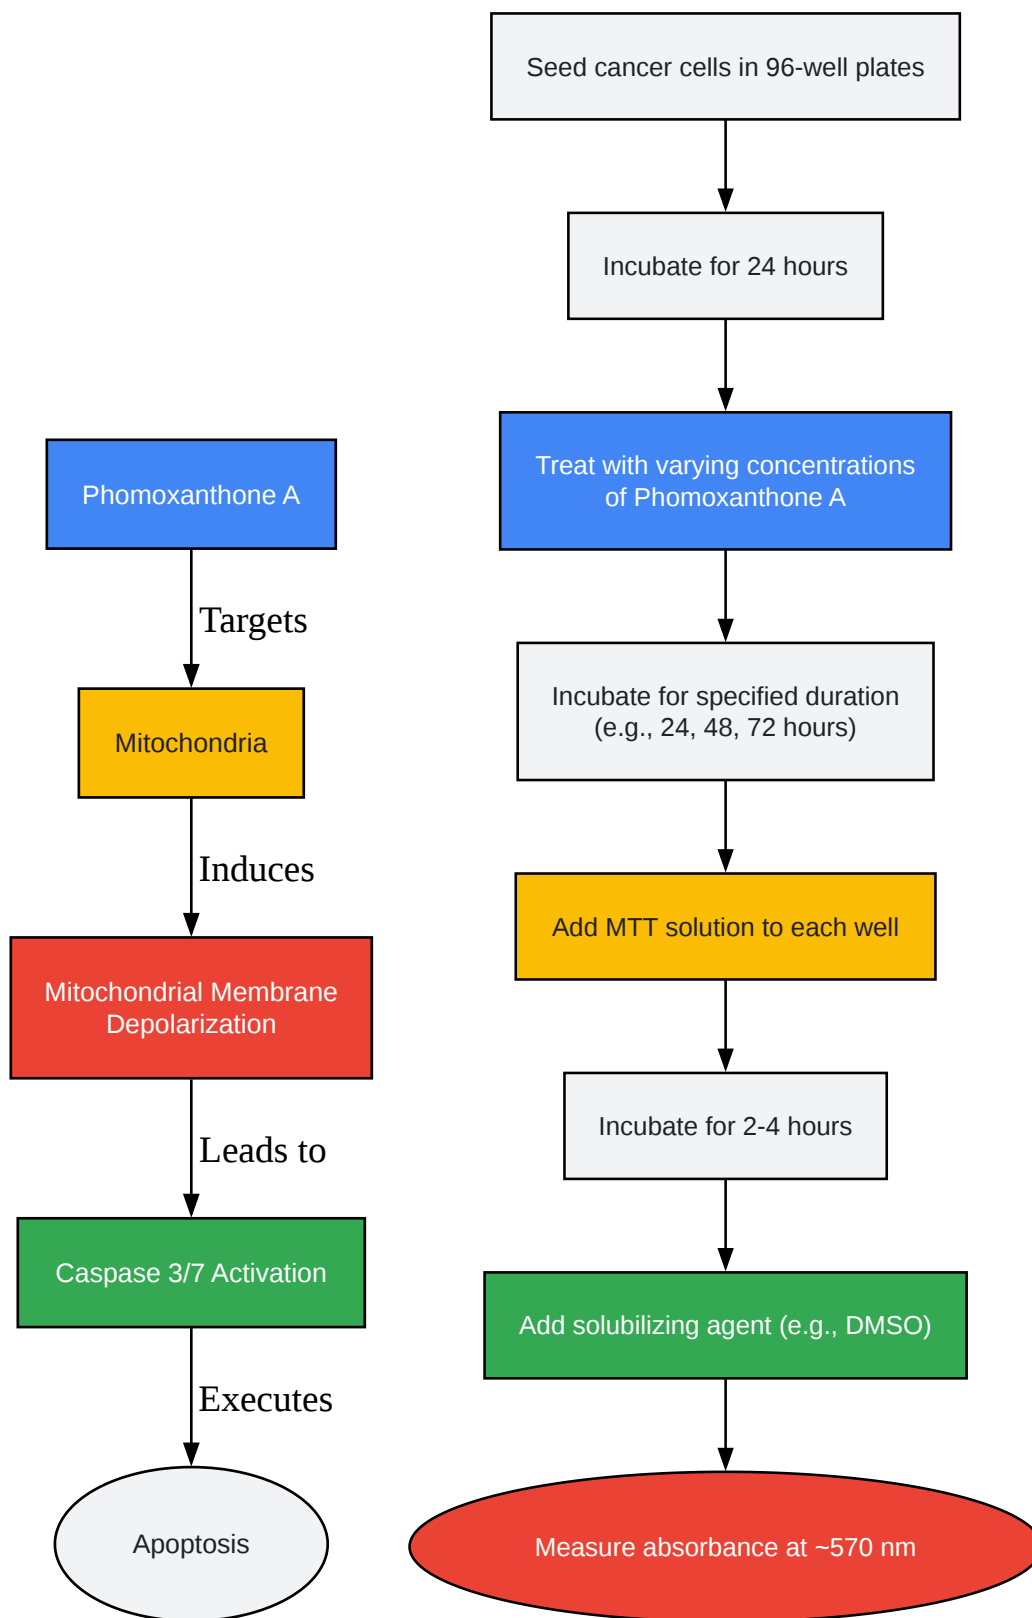 Phomoxanthone A
Targets
Mitochondria
Induces
Mitochondrial Membrane
Depolarization
Leads to
Caspase 3/7 Activation
Executes
Apoptosis
Seed cancer cells in 96-well plates
Incubate for 24 hours
Treat with varying concentrations
of Phomoxanthone A
Incubate for specified duration
(e.g., 24, 48, 72 hours)
Add MTT solution to each well
Incubate for 2-4 hours
Add solubilizing agent (e.g., DMSO)
Measure absorbance at ~570 nm